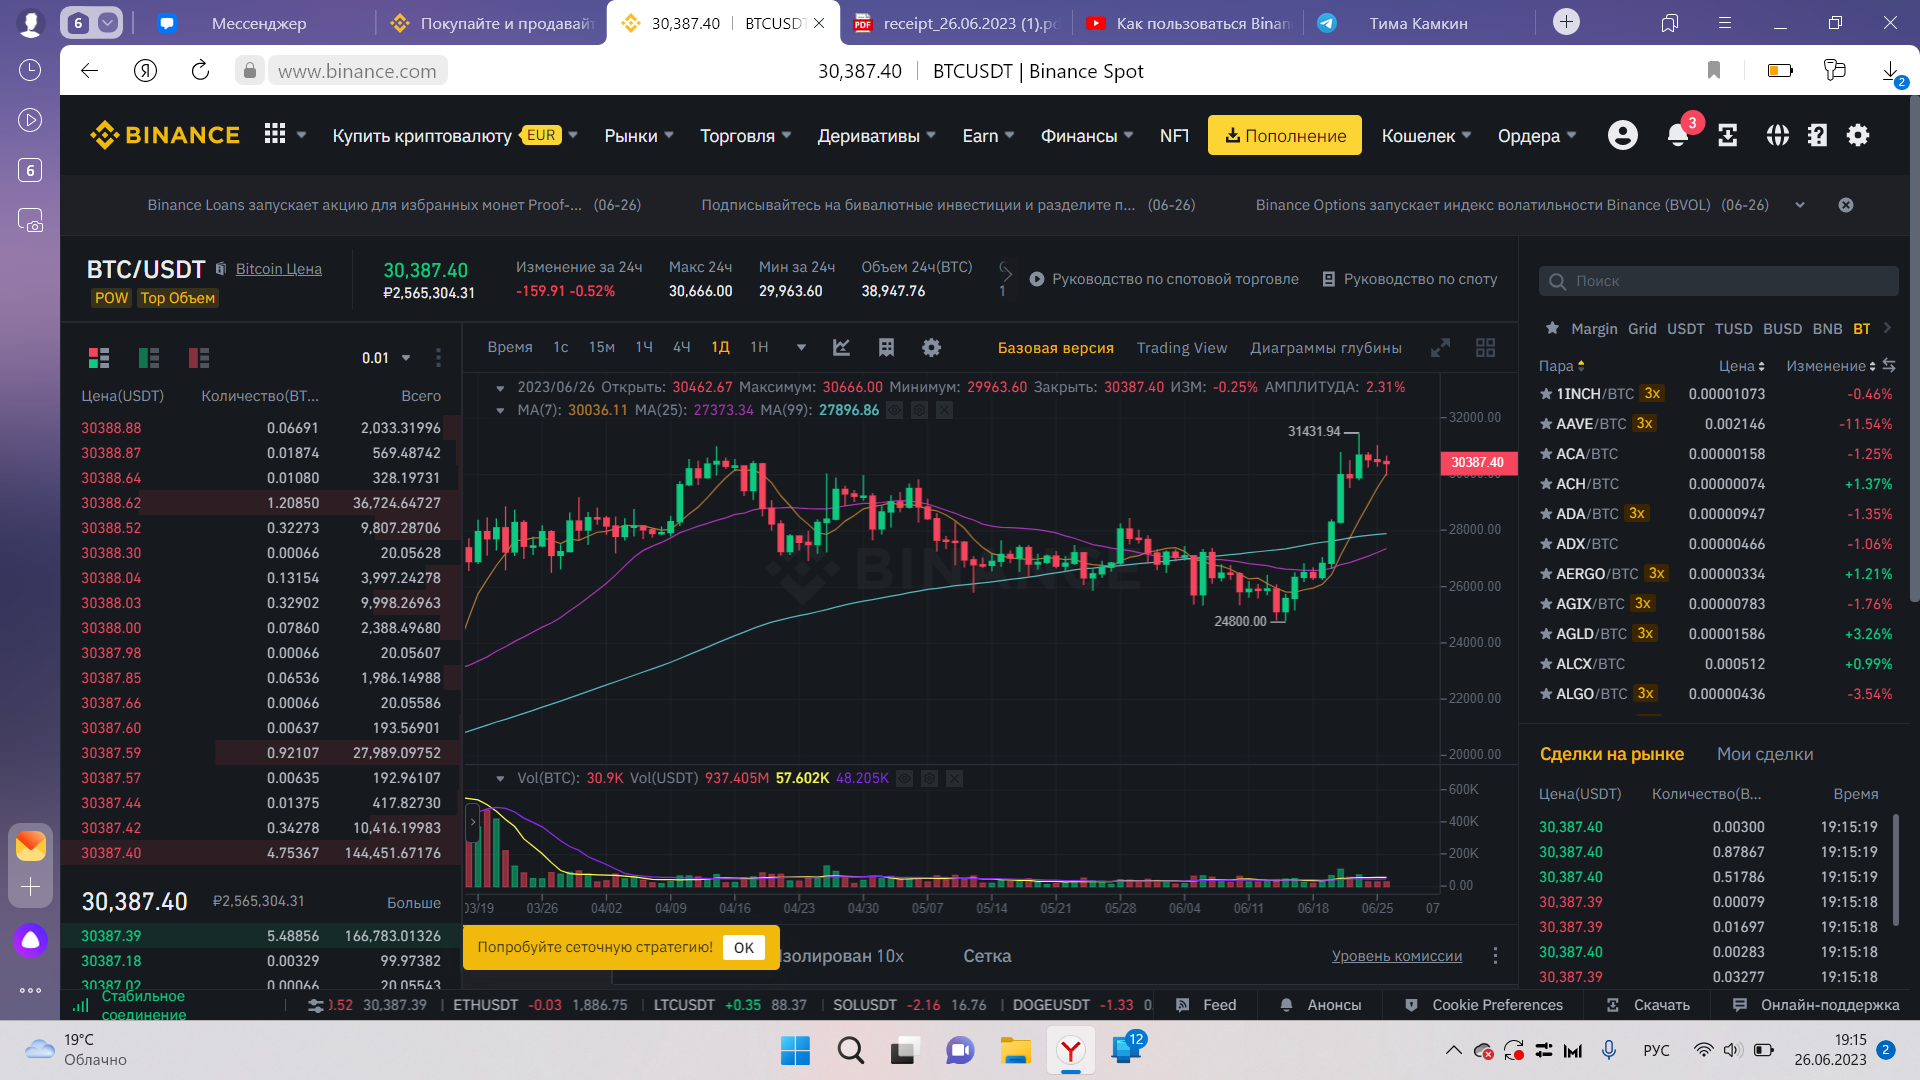 6
Мессенджер
Покупайте и продавай
30,387.40 | BTCUSDT
receipt_26.06.2023 (1).pd
Как пользоваться Binan
Тима Камкин
www.binance.com
30,387.40 | BTCUSDT | Binance Spot
2
6
BINANCE
Купить криптовалюту EUR
Рынки
Торговля
Деривативы
Earn
Финансы
NFT
Пополнение
Кошелек
Ордера
3
Binance Loans запускает акцию для избранных монет Proof-... (06-26)
Подписывайтесь на бивалютные инвестиции и разделите п... (06-26)
Binance Options запускает индекс волатильности Binance (BVOL) (06-26)
BTC/USDT Bitcoin Цена
POW Top Объем
30,387.40
₽2,565,304.31
Изменение за 24ч
-159.91 -0.52%
Макс 24ч
30,666.00
Мин за 24ч
29,963.60
Объем 24ч(BTC)
38,947.76
1
Руководство по спотовой торговле
Руководство по споту
0.01
Цена(USDT) Количество(BT... Всего
30388.88 0.06691 2,033.31996
30388.87 0.01874 569.48742
30388.64 0.01080 328.19731
30388.62 1.20850 36,724.64727
30388.52 0.32273 9,807.28706
30388.30 0.00066 20.05628
30388.04 0.13154 3,997.24278
30388.03 0.32902 9,998.26963
30388.00 0.07860 2,388.49680
30387.98 0.00066 20.05607
30387.85 0.06536 1,986.14988
30387.66 0.00066 20.05586
30387.60 0.00637 193.56901
30387.59 0.92107 27,989.09752
30387.57 0.00635 192.96107
30387.44 0.01375 417.82730
30387.42 0.34278 10,416.19983
30387.40 4.75367 144,451.67176
30,387.40 ₽2,565,304.31 Больше
30387.39 5.48856 166,783.01326
30387.18 0.00329 99.97382
30387.02 0.00066 20.05543
Время 1с 15м 1Ч 4Ч 1Д 1Н
Базовая версия Trading View Диаграммы глубины
2023/06/26 Открыть: 30462.67 Максимум: 30666.00 Минимум: 29963.60 Закрыть: 30387.40 ИЗМ: -0.25% АМПЛИТУДА: 2.31%
MA(7): 30036.11 MA(25): 27373.34 MA(99): 27896.86
BINANCE
31431.94
24800.00
32000.00
30387.40
30000.00
28000.00
26000.00
24000.00
22000.00
20000.00
Vol(BTC): 30.9K Vol(USDT) 937.405M 57.602K 48.205K
600K
400K
200K
0.00
03/19 03/26 04/02 04/09 04/16 04/23 04/30 05/07 05/14 05/21 05/28 06/04 06/11 06/18 06/25 07
Попробуйте сеточную стратегию! OK
Изолирован 10x
Сетка
Уровень комиссии
Поиск
Margin Grid USDT TUSD BUSD BNB BT
Пара Цена Изменение
1INCH/BTC 3x 0.00001073 -0.46%
AAVE/BTC 3x 0.002146 -11.54%
ACA/BTC 0.00000158 -1.25%
ACH/BTC 0.00000074 +1.37%
ADA/BTC 3x 0.00000947 -1.35%
ADX/BTC 0.00000466 -1.06%
AERGO/BTC 3x 0.00000334 +1.21%
AGIX/BTC 3x 0.00000783 -1.76%
AGLD/BTC 3x 0.00001586 +3.26%
ALCX/BTC 0.000512 +0.99%
ALGO/BTC 3x 0.00000436 -3.54%
Сделки на рынке Мои сделки
Цена(USDT) Количество(B... Время
30,387.40 0.00300 19:15:19
30,387.40 0.87867 19:15:19
30,387.40 0.51786 19:15:19
30,387.39 0.00079 19:15:18
30,387.39 0.01697 19:15:18
30,387.40 0.00283 19:15:18
30,387.39 0.03277 19:15:18
Стабильное
соединение
0.52 30,387.39
ETHUSDT -0.03 1,886.75
LTCUSDT +0.35 88.37
SOLUSDT -2.16 16.76
DOGEUSDT -1.33 0
Feed
Анонсы
Cookie Preferences
Скачать
Онлайн-поддержка
19°C
Облачно
12
РУС
19:15
26.06.2023
2